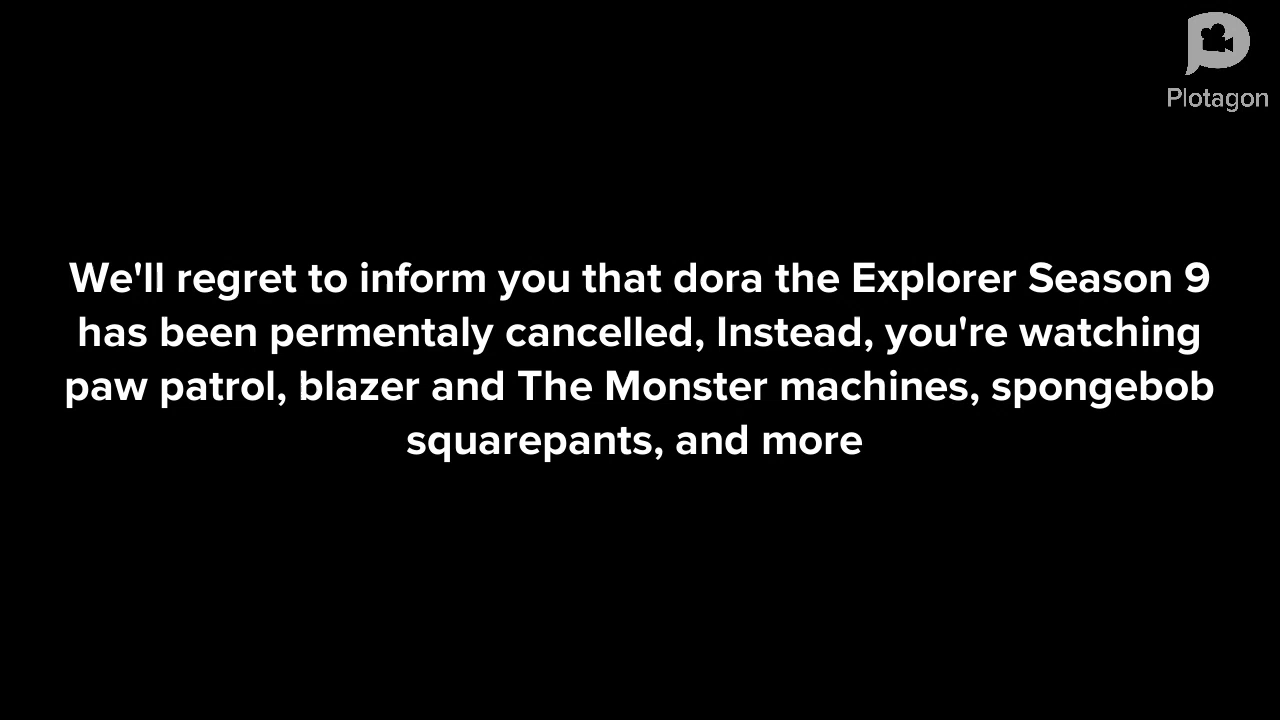 Plotagon
We'll regret to inform you that dora the Explorer Season 9
has been permentaly cancelled, Instead, you're watching
paw patrol, blazer and The Monster machines, spongebob
squarepants, and more